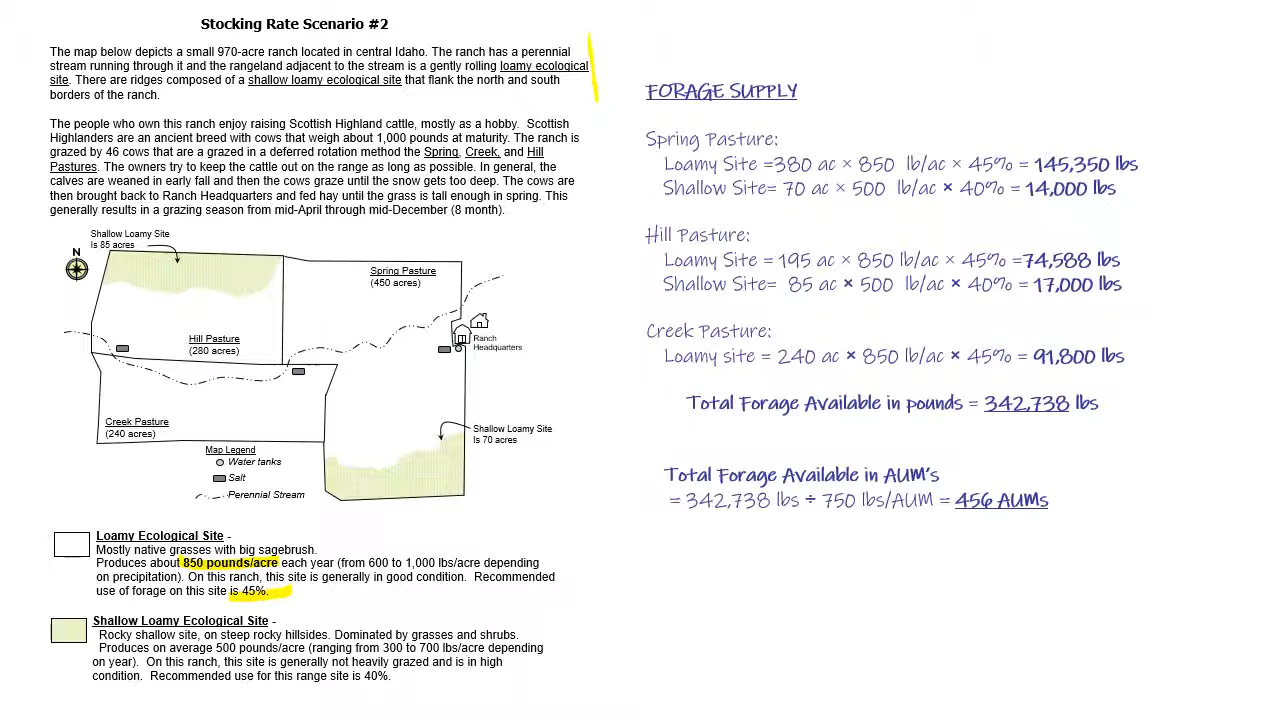 Stocking Rate Scenario #2
The map below depicts a small 970-acre ranch located in central Idaho. The ranch has a perennial
stream running through it and the rangeland adjacent to the stream is a gently rolling loamy ecological
site. There are ridges composed of a shallow loamy ecological site that flank the north and south
borders of the ranch.
The people who own this ranch enjoy raising Scottish Highland cattle, mostly as a hobby. Scottish
Highlanders are an ancient breed with cows that weigh about 1,000 pounds at maturity. The ranch is
grazed by 46 cows that are a grazed in a deferred rotation method the Spring, Creek, and Hill
Pastures. The owners try to keep the cattle out on the range as long as possible. In general, the
calves are weaned in early fall and then the cows graze until the snow gets too deep. The cows are
then brought back to Ranch Headquarters and fed hay until the grass is tall enough in spring. This
generally results in a grazing season from mid-April through mid-December (8 month).
Shallow Loamy Site
Is 85 acres
N
Spring Pasture
(450 acres)
Hill Pasture
(280 acres)
Ranch
Headquarters
Creek Pasture
(240 acres)
Shallow Loamy Site
Is 70 acres
Map Legend
Water tanks
Salt
Perennial Stream
Loamy Ecological Site -
Mostly native grasses with big sagebrush.
Produces about 850 pounds/acre each year (from 600 to 1,000 lbs/acre depending
on precipitation). On this ranch, this site is generally in good condition. Recommended
use of forage on this site is 45%.
Shallow Loamy Ecological Site -
Rocky shallow site, on steep rocky hillsides. Dominated by grasses and shrubs.
Produces on average 500 pounds/acre (ranging from 300 to 700 lbs/acre depending
on year). On this ranch, this site is generally not heavily grazed and is in high
condition. Recommended use for this range site is 40%.
FORAGE SUPPLY
Spring Pasture:
Loamy Site =380 ac × 850 lb/ac × 45% = 145,350 lbs
Shallow Site= 70 ac × 500 lb/ac × 40% = 14,000 lbs
Hill Pasture:
Loamy Site = 195 ac × 850 lb/ac × 45% =74,588 lbs
Shallow Site= 85 ac × 500 lb/ac × 40% = 17,000 lbs
Creek Pasture:
Loamy site = 240 ac × 850 lb/ac × 45% = 91,800 lbs
Total Forage Available in pounds = 342,738 lbs
Total Forage Available in AUM's
= 342,738 lbs ÷ 750 lbs/AUM = 456 AUMs